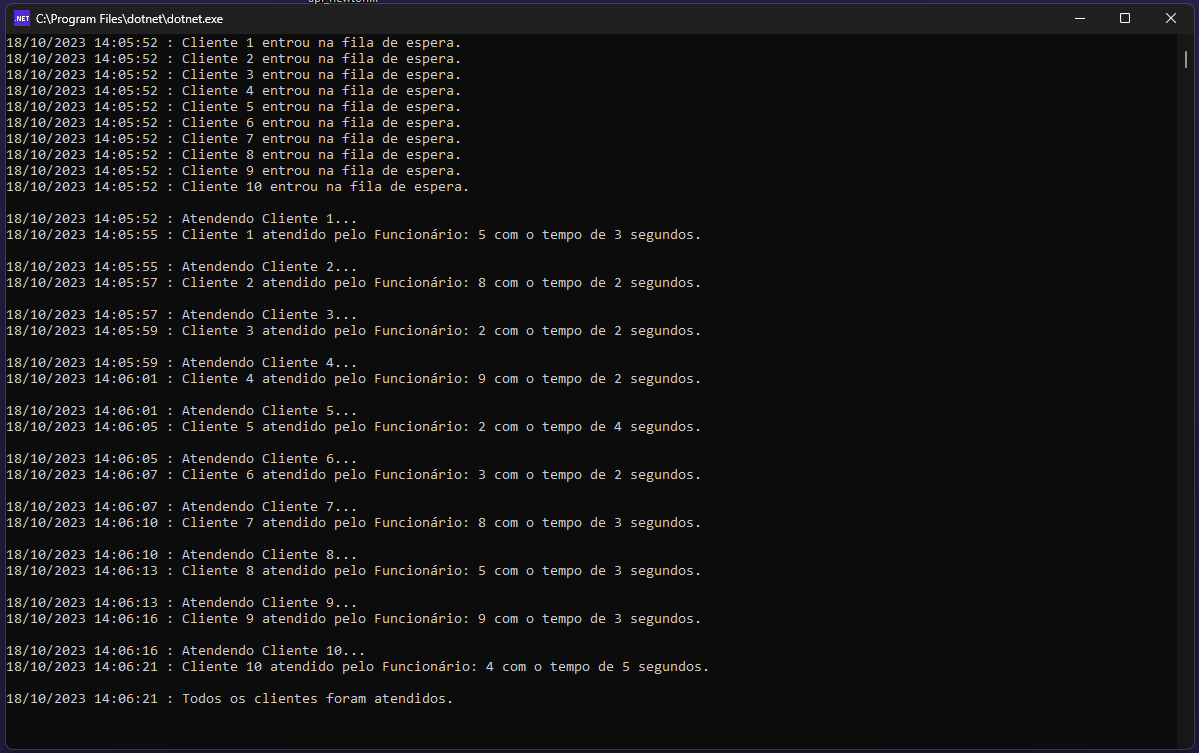 .NET C:\Program Files\dotnet\dotnet.exe
18/10/2023 14:05:52 : Cliente 1 entrou na fila de espera.
18/10/2023 14:05:52 : Cliente 2 entrou na fila de espera.
18/10/2023 14:05:52 : Cliente 3 entrou na fila de espera.
18/10/2023 14:05:52 : Cliente 4 entrou na fila de espera.
18/10/2023 14:05:52 : Cliente 5 entrou na fila de espera.
18/10/2023 14:05:52 : Cliente 6 entrou na fila de espera.
18/10/2023 14:05:52 : Cliente 7 entrou na fila de espera.
18/10/2023 14:05:52 : Cliente 8 entrou na fila de espera.
18/10/2023 14:05:52 : Cliente 9 entrou na fila de espera.
18/10/2023 14:05:52 : Cliente 10 entrou na fila de espera.
18/10/2023 14:05:52 : Atendendo Cliente 1...
18/10/2023 14:05:55 : Cliente 1 atendido pelo Funcionário: 5 com o tempo de 3 segundos.
18/10/2023 14:05:55 : Atendendo Cliente 2...
18/10/2023 14:05:57 : Cliente 2 atendido pelo Funcionário: 8 com o tempo de 2 segundos.
18/10/2023 14:05:57 : Atendendo Cliente 3...
18/10/2023 14:05:59 : Cliente 3 atendido pelo Funcionário: 2 com o tempo de 2 segundos.
18/10/2023 14:05:59 : Atendendo Cliente 4...
18/10/2023 14:06:01 : Cliente 4 atendido pelo Funcionário: 9 com o tempo de 2 segundos.
18/10/2023 14:06:01 : Atendendo Cliente 5...
18/10/2023 14:06:05 : Cliente 5 atendido pelo Funcionário: 2 com o tempo de 4 segundos.
18/10/2023 14:06:05 : Atendendo Cliente 6...
18/10/2023 14:06:07 : Cliente 6 atendido pelo Funcionário: 3 com o tempo de 2 segundos.
18/10/2023 14:06:07 : Atendendo Cliente 7...
18/10/2023 14:06:10 : Cliente 7 atendido pelo Funcionário: 8 com o tempo de 3 segundos.
18/10/2023 14:06:10 : Atendendo Cliente 8...
18/10/2023 14:06:13 : Cliente 8 atendido pelo Funcionário: 5 com o tempo de 3 segundos.
18/10/2023 14:06:13 : Atendendo Cliente 9...
18/10/2023 14:06:16 : Cliente 9 atendido pelo Funcionário: 9 com o tempo de 3 segundos.
18/10/2023 14:06:16 : Atendendo Cliente 10...
18/10/2023 14:06:21 : Cliente 10 atendido pelo Funcionário: 4 com o tempo de 5 segundos.
18/10/2023 14:06:21 : Todos os clientes foram atendidos.